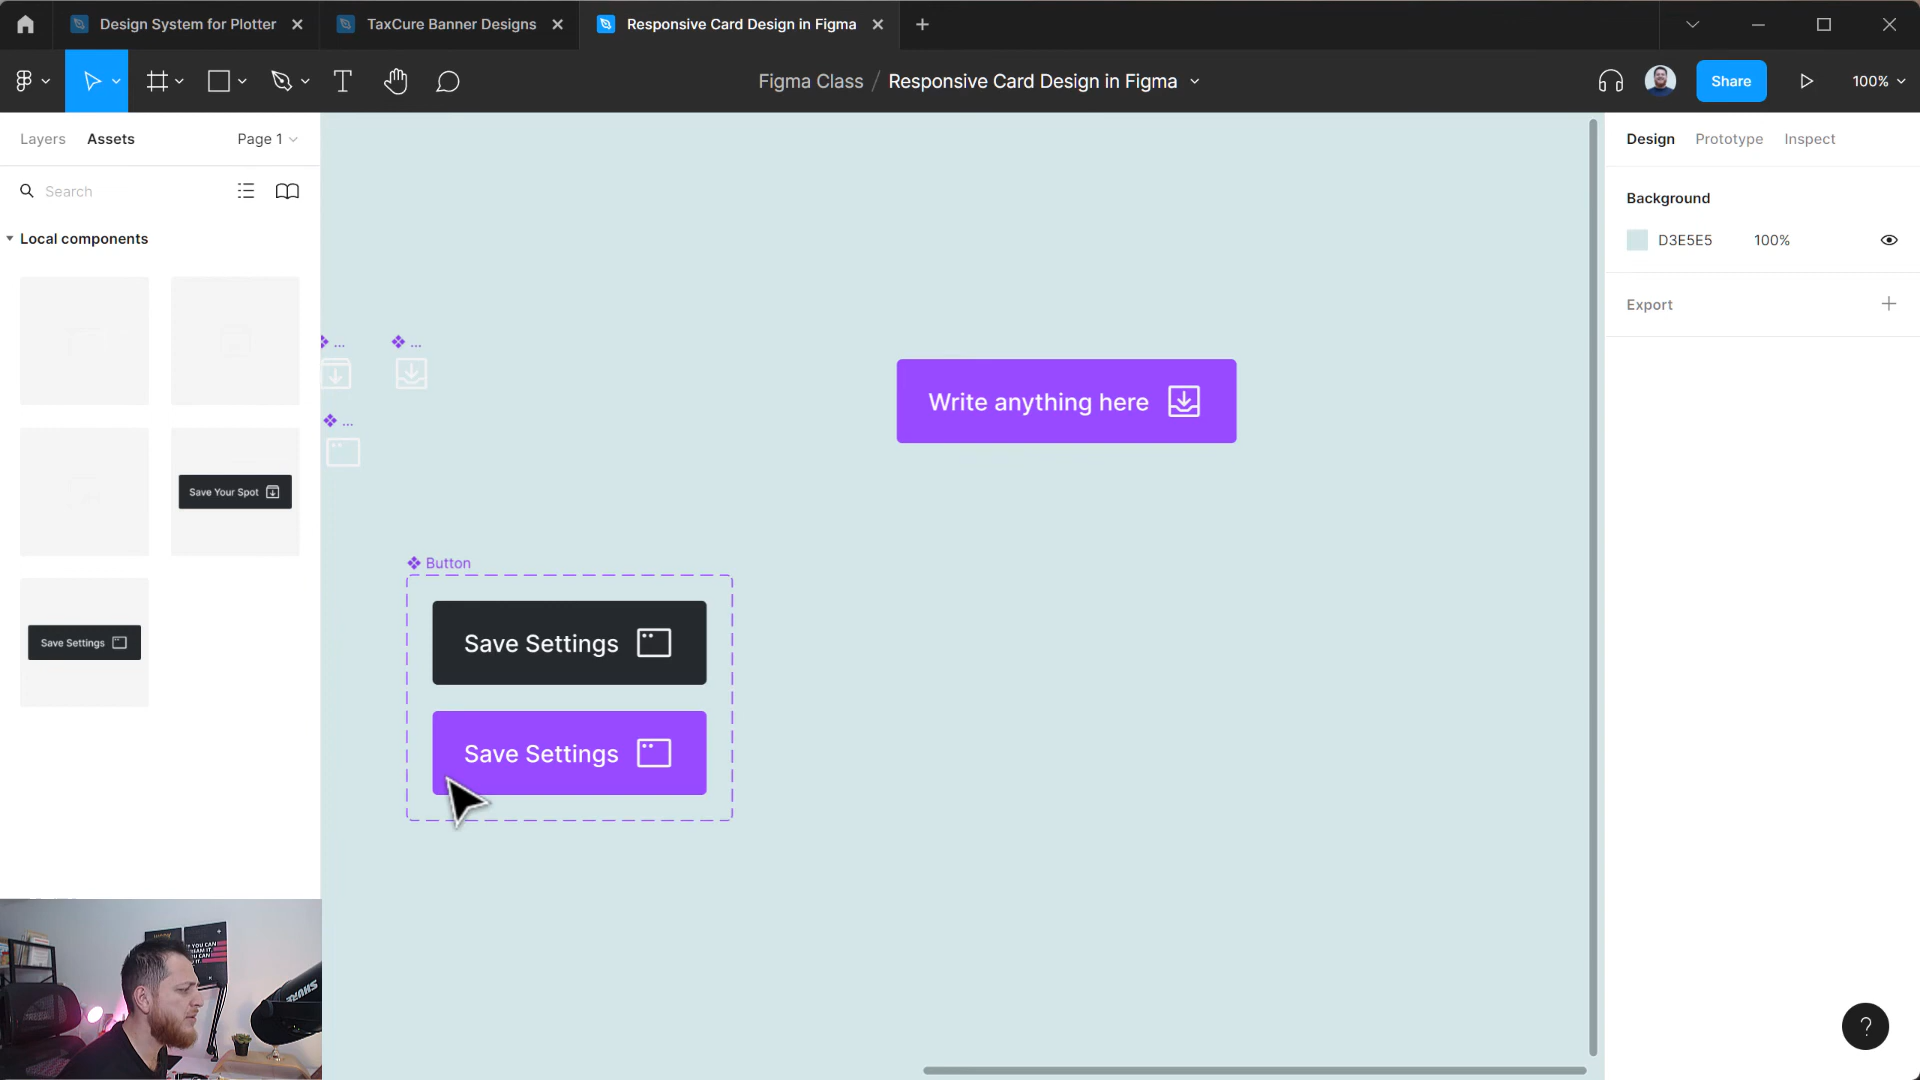 Design System for Plotter
TaxCure Banner Designs
Responsive Card Design in Figma
Figma Class / Responsive Card Design in Figma
Share
100%
Layers
Assets
Page 1
Search
Local components
Save Your Spot
Save Settings
...
...
...
Write anything here
Button
Save Settings
Save Settings
Design
Prototype
Inspect
Background
D3E5E5
100%
Export
SHURE
?